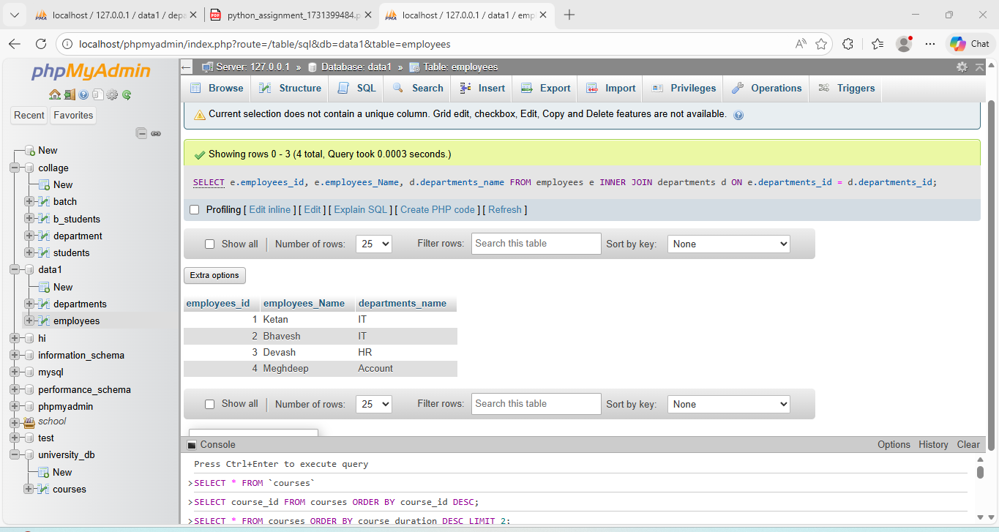 localhost / 127.0.0.1 / data1 / depa
python_assignment_1731399484.p
localhost / 127.0.0.1 / data1 / emp
localhost/phpmyadmin/index.php?route=/table/sql&db=data1&table=employees
Chat
phpMyAdmin
Recent
Favorites
New
collage
New
batch
b_students
department
students
data1
New
departments
employees
hi
information_schema
mysql
performance_schema
phpmyadmin
school
test
university_db
New
courses
Server: 127.0.0.1 » Database: data1 » Table: employees
Browse Structure SQL Search Insert Export Import Privileges Operations Triggers
Current selection does not contain a unique column. Grid edit, checkbox, Edit, Copy and Delete features are not available.
Showing rows 0 - 3 (4 total, Query took 0.0003 seconds.)
SELECT e.employees_id, e.employees_Name, d.departments_name FROM employees e INNER JOIN departments d ON e.departments_id = d.departments_id;
Profiling [ Edit inline ] [ Edit ] [ Explain SQL ] [ Create PHP code ] [ Refresh ]
Show all Number of rows: 25 Filter rows: Search this table Sort by key: None
Extra options
employees_id employees_Name departments_name
1 Ketan IT
2 Bhavesh IT
3 Devash HR
4 Meghdeep Account
Show all Number of rows: 25 Filter rows: Search this table Sort by key: None
Console Options History Clear
Press Ctrl+Enter to execute query
>SELECT * FROM `courses`
>SELECT course_id FROM courses ORDER BY course_id DESC;
>SELECT * FROM courses ORDER BY course_duration DESC LIMIT 2;